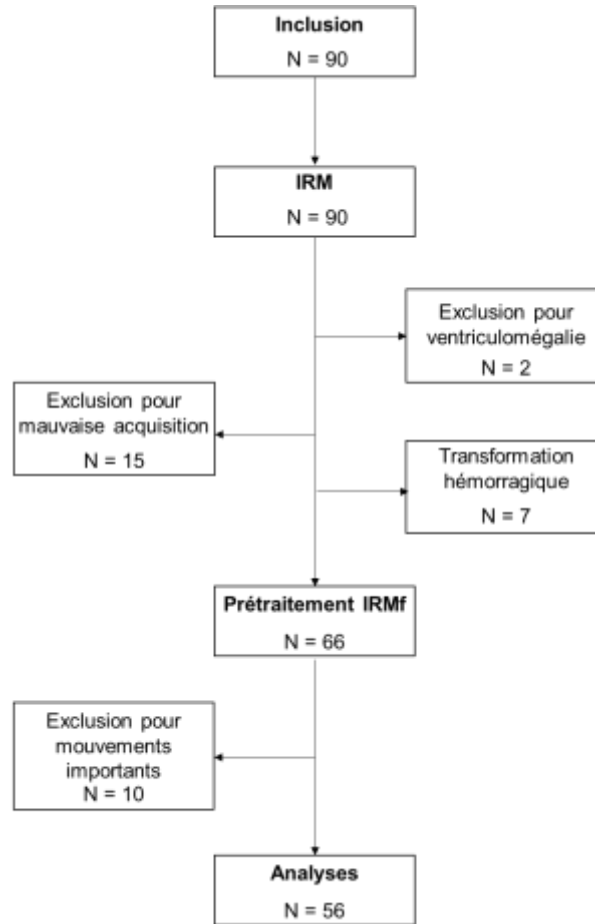 Inclusion
N = 90
IRM
N = 90
Exclusion pour
ventriculomégalie
N = 2
Exclusion pour
mauvaise acquisition
N = 15
Transformation
hémorragique
N = 7
Prétraitement IRMf
N = 66
Exclusion pour
mouvements
importants
N = 10
Analyses
N = 56